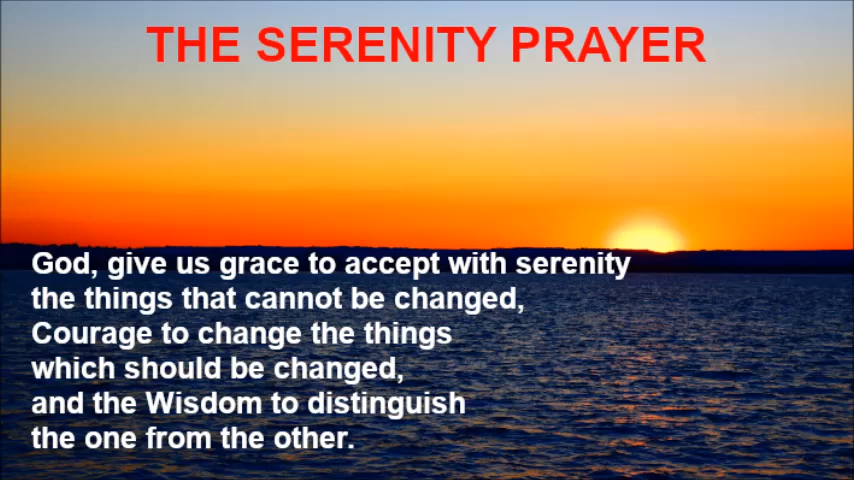 THE SERENITY PRAYER
God, give us grace to accept with serenity
the things that cannot be changed,
Courage to change the things
which should be changed,
and the Wisdom to distinguish
the one from the other.